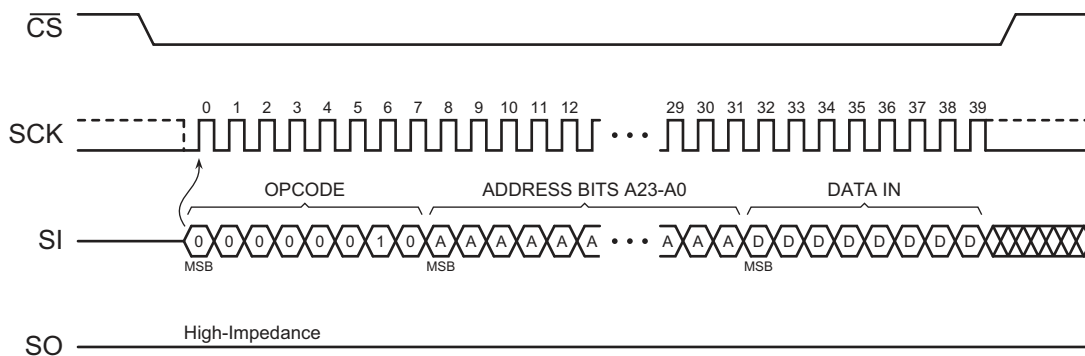 CS
SCK
0 1 2 3 4 5 6 7 8 9 10 11 12 29 30 31 32 33 34 35 36 37 38 39
OPCODE ADDRESS BITS A23-A0 DATA IN
SI
0 0 0 0 0 0 1 0 A A A A A A A A A D D D D D D D D
MSB MSB MSB
High-Impedance
SO